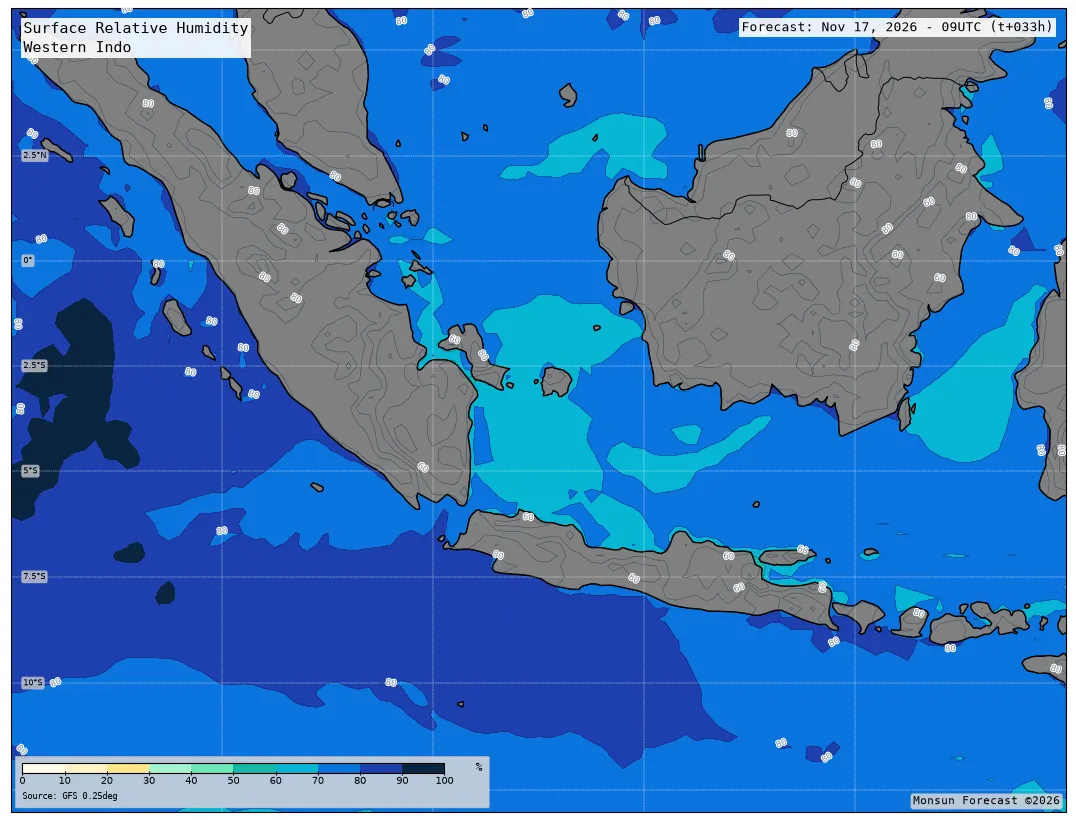 Surface Relative Humidity
Western Indo
Forecast: Nov 17, 2026 - 09UTC (t+033h)
2.5°N
0°
2.5°S
5°S
7.5°S
10°S
%
0 10 20 30 40 50 60 70 80 90 100
Source: GFS 0.25deg
Monsun Forecast ©2026